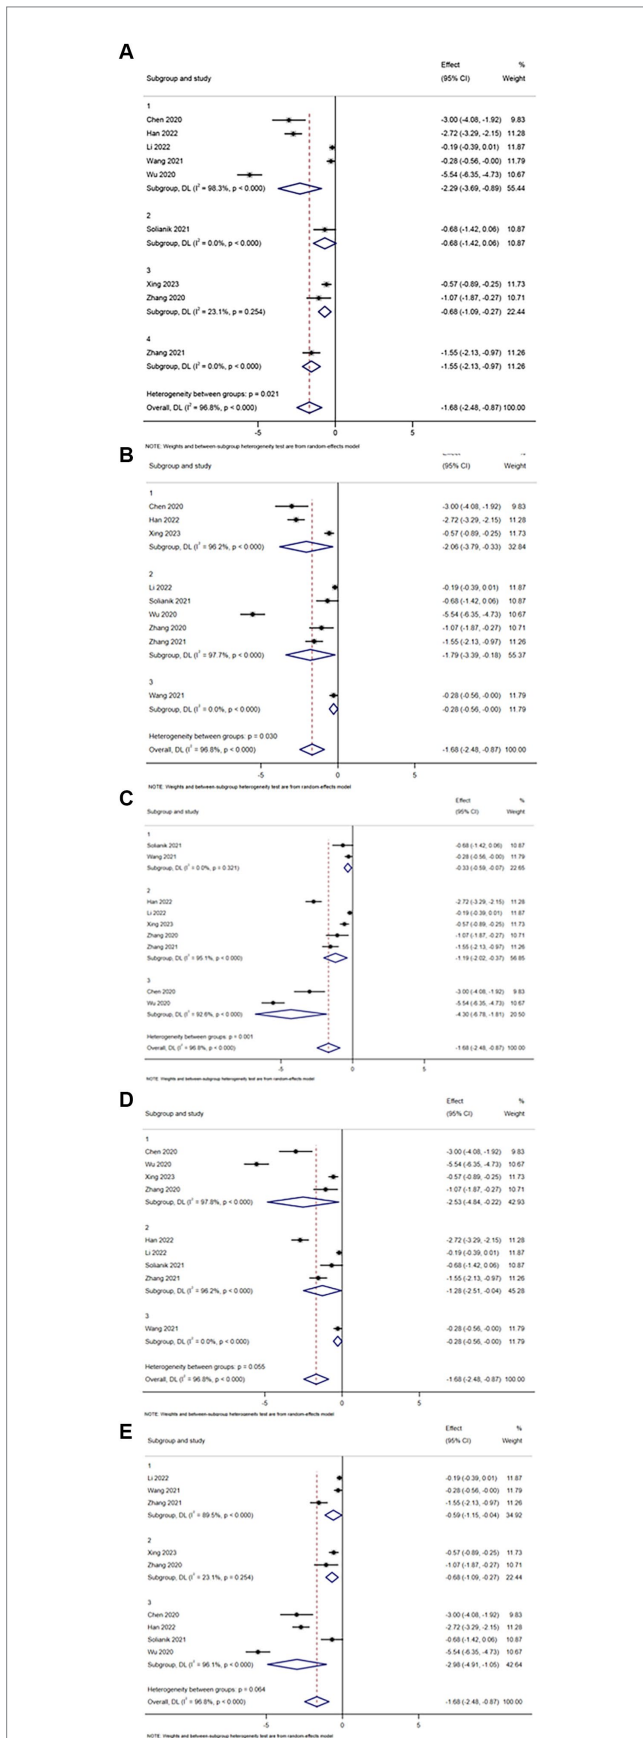 A
Effect %
Subgroup and study (95% CI) Weight
1
Chen 2020 -3.00 (-4.08, -1.92) 9.83
Han 2022 -2.72 (-3.29, -2.15) 11.28
Li 2022 -0.19 (-0.39, 0.01) 11.87
Wang 2021 -0.28 (-0.56, -0.00) 11.79
Wu 2020 -5.54 (-6.35, -4.73) 10.67
Subgroup, DL (I² = 98.3%, p < 0.000) -2.29 (-3.69, -0.89) 55.44
2
Solianik 2021 -0.68 (-1.42, 0.06) 10.87
Subgroup, DL (I² = 0.0%, p < 0.000) -0.68 (-1.42, 0.06) 10.87
3
Xing 2023 -0.57 (-0.89, -0.25) 11.73
Zhang 2020 -1.07 (-1.87, -0.27) 10.71
Subgroup, DL (I² = 23.1%, p = 0.254) -0.68 (-1.09, -0.27) 22.44
4
Zhang 2021 -1.55 (-2.13, -0.97) 11.26
Subgroup, DL (I² = 0.0%, p < 0.000) -1.55 (-2.13, -0.97) 11.26
Heterogeneity between groups: p = 0.021
Overall, DL (I² = 96.8%, p < 0.000) -1.68 (-2.48, -0.87) 100.00
-5 0 5
NOTE: Weights and between-subgroup heterogeneity test are from random-effects model
B
%
Subgroup and study (95% CI) Weight
1
Chen 2020 -3.00 (-4.08, -1.92) 9.83
Han 2022 -2.72 (-3.29, -2.15) 11.28
Xing 2023 -0.57 (-0.89, -0.25) 11.73
Subgroup, DL (I² = 96.2%, p < 0.000) -2.06 (-3.79, -0.33) 32.84
2
Li 2022 -0.19 (-0.39, 0.01) 11.87
Solianik 2021 -0.68 (-1.42, 0.06) 10.87
Wu 2020 -5.54 (-6.35, -4.73) 10.67
Zhang 2020 -1.07 (-1.87, -0.27) 10.71
Zhang 2021 -1.55 (-2.13, -0.97) 11.26
Subgroup, DL (I² = 97.7%, p < 0.000) -1.79 (-3.39, -0.18) 55.37
3
Wang 2021 -0.28 (-0.56, -0.00) 11.79
Subgroup, DL (I² = 0.0%, p < 0.000) -0.28 (-0.56, -0.00) 11.79
Heterogeneity between groups: p = 0.030
Overall, DL (I² = 96.8%, p < 0.000) -1.68 (-2.48, -0.87) 100.00
-5 0 5
NOTE: Weights and between-subgroup heterogeneity test are from random-effects model
C
Effect %
Subgroup and study (95% CI) Weight
1
Solianik 2021 -0.68 (-1.42, 0.06) 10.87
Wang 2021 -0.28 (-0.56, -0.00) 11.79
Subgroup, DL (I² = 0.0%, p = 0.321) -0.33 (-0.59, -0.07) 22.65
2
Han 2022 -2.72 (-3.29, -2.15) 11.28
Li 2022 -0.19 (-0.39, 0.01) 11.87
Xing 2023 -0.57 (-0.89, -0.25) 11.73
Zhang 2020 -1.07 (-1.87, -0.27) 10.71
Zhang 2021 -1.55 (-2.13, -0.97) 11.26
Subgroup, DL (I² = 95.1%, p < 0.000) -1.19 (-2.02, -0.37) 56.85
3
Chen 2020 -3.00 (-4.08, -1.92) 9.83
Wu 2020 -5.54 (-6.35, -4.73) 10.67
Subgroup, DL (I² = 92.6%, p < 0.000) -4.30 (-6.78, -1.81) 20.50
Heterogeneity between groups: p = 0.001
Overall, DL (I² = 96.8%, p < 0.000) -1.68 (-2.48, -0.87) 100.00
-5 0 5
NOTE: Weights and between-subgroup heterogeneity test are from random-effects model
D
Effect %
Subgroup and study (95% CI) Weight
1
Chen 2020 -3.00 (-4.08, -1.92) 9.83
Wu 2020 -5.54 (-6.35, -4.73) 10.67
Xing 2023 -0.57 (-0.89, -0.25) 11.73
Zhang 2020 -1.07 (-1.87, -0.27) 10.71
Subgroup, DL (I² = 97.8%, p < 0.000) -2.53 (-4.84, -0.22) 42.93
2
Han 2022 -2.72 (-3.29, -2.15) 11.28
Li 2022 -0.19 (-0.39, 0.01) 11.87
Solianik 2021 -0.68 (-1.42, 0.06) 10.87
Zhang 2021 -1.55 (-2.13, -0.97) 11.26
Subgroup, DL (I² = 96.2%, p < 0.000) -1.28 (-2.51, -0.04) 45.28
3
Wang 2021 -0.28 (-0.56, -0.00) 11.79
Subgroup, DL (I² = 0.0%, p < 0.000) -0.28 (-0.56, -0.00) 11.79
Heterogeneity between groups: p = 0.055
Overall, DL (I² = 96.8%, p < 0.000) -1.68 (-2.48, -0.87) 100.00
-5 0 5
NOTE: Weights and between-subgroup heterogeneity test are from random-effects model
E
Effect %
Subgroup and study (95% CI) Weight
1
Li 2022 -0.19 (-0.39, 0.01) 11.87
Wang 2021 -0.28 (-0.56, -0.00) 11.79
Zhang 2021 -1.55 (-2.13, -0.97) 11.26
Subgroup, DL (I² = 89.5%, p < 0.000) -0.59 (-1.15, -0.04) 34.92
2
Xing 2023 -0.57 (-0.89, -0.25) 11.73
Zhang 2020 -1.07 (-1.87, -0.27) 10.71
Subgroup, DL (I² = 23.1%, p = 0.254) -0.68 (-1.09, -0.27) 22.44
3
Chen 2020 -3.00 (-4.08, -1.92) 9.83
Han 2022 -2.72 (-3.29, -2.15) 11.28
Solianik 2021 -0.68 (-1.42, 0.06) 10.87
Wu 2020 -5.54 (-6.35, -4.73) 10.67
Subgroup, DL (I² = 96.1%, p < 0.000) -2.98 (-4.91, -1.05) 42.64
Heterogeneity between groups: p = 0.064
Overall, DL (I² = 96.8%, p < 0.000) -1.68 (-2.48, -0.87) 100.00
-5 0 5
NOTE: Weights and between-subgroup heterogeneity test are from random-effects model